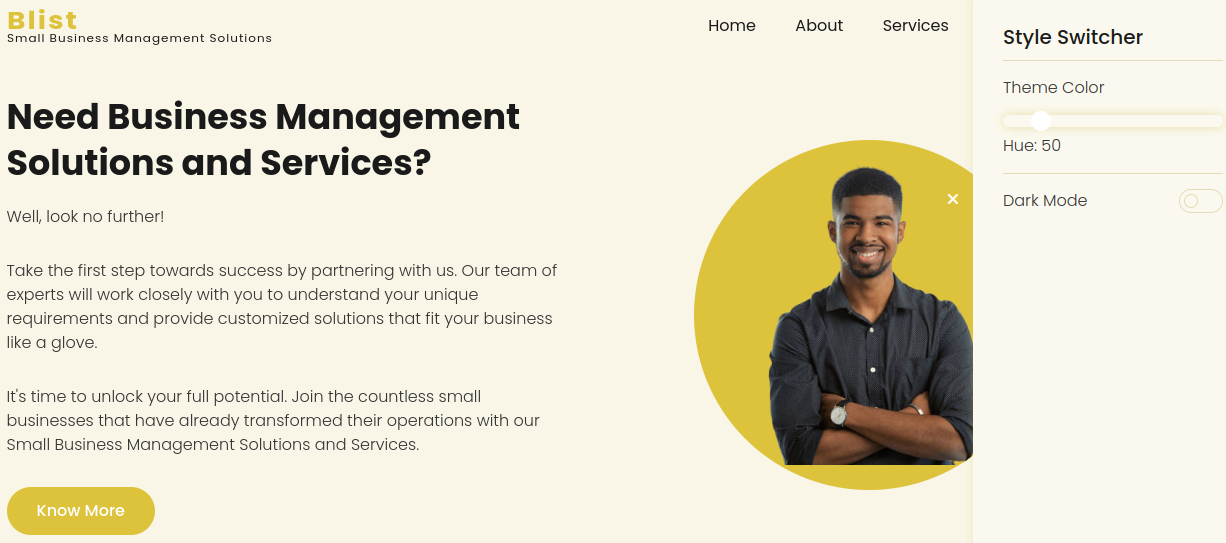 Blist
Small Business Management Solutions
Home
About
Services
Need Business Management
Solutions and Services?
Well, look no further!
Take the first step towards success by partnering with us. Our team of
experts will work closely with you to understand your unique
requirements and provide customized solutions that fit your business
like a glove.
It's time to unlock your full potential. Join the countless small
businesses that have already transformed their operations with our
Small Business Management Solutions and Services.
Know More
Style Switcher
Theme Color
Hue: 50
Dark Mode